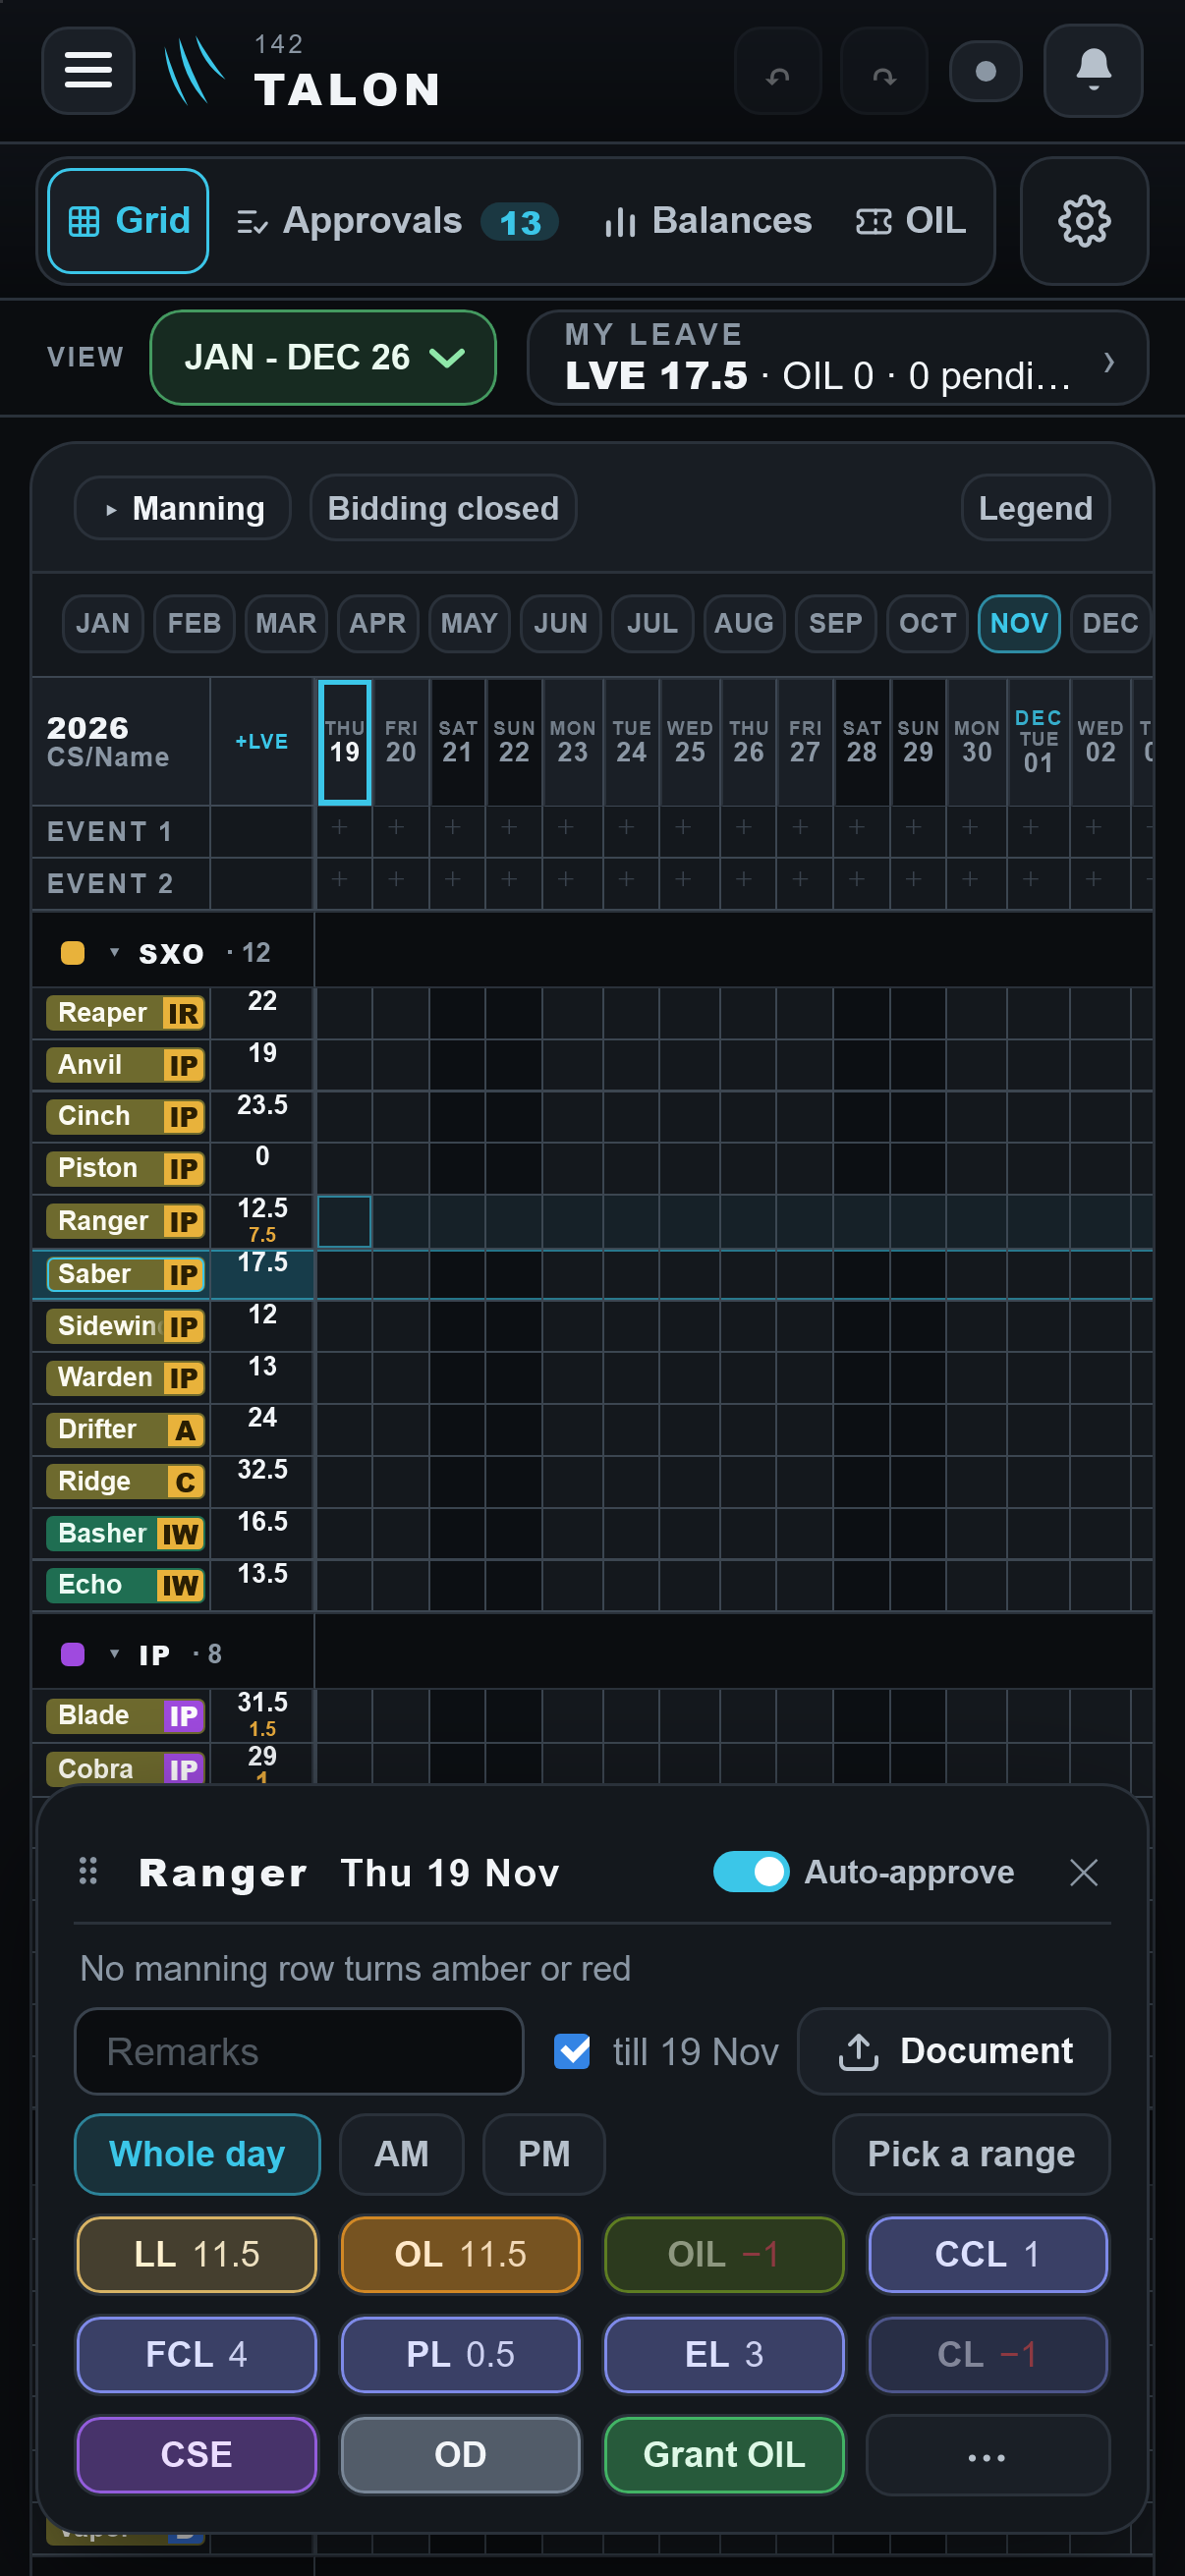 142
TALON
Grid Approvals 13 Balances OIL
VIEW JAN - DEC 26
MY LEAVE
LVE 17.5 · OIL 0 · 0 pendi…
Manning Bidding closed Legend
JAN FEB MAR APR MAY JUN JUL AUG SEP OCT NOV DEC
2026
CS/Name
+LVE
THU 19
FRI 20
SAT 21
SUN 22
MON 23
TUE 24
WED 25
THU 26
FRI 27
SAT 28
SUN 29
MON 30
DEC TUE 01
WED 02
EVENT 1 + + + + + + + + + + + + + +
EVENT 2 + + + + + + + + + + + + + +
SXO · 12
Reaper IR 22
Anvil IP 19
Cinch IP 23.5
Piston IP 0
Ranger IP 12.5
7.5
Saber IP 17.5
Sidewin IP 12
Warden IP 13
Drifter A 24
Ridge C 32.5
Basher IW 16.5
Echo IW 13.5
IP · 8
Blade IP 31.5
1.5
Cobra IP 29
1
Ranger Thu 19 Nov Auto-approve
No manning row turns amber or red
Remarks till 19 Nov Document
Whole day AM PM Pick a range
LL 11.5 OL 11.5 OIL −1 CCL 1
FCL 4 PL 0.5 EL 3 CL −1
CSE OD Grant OIL ...